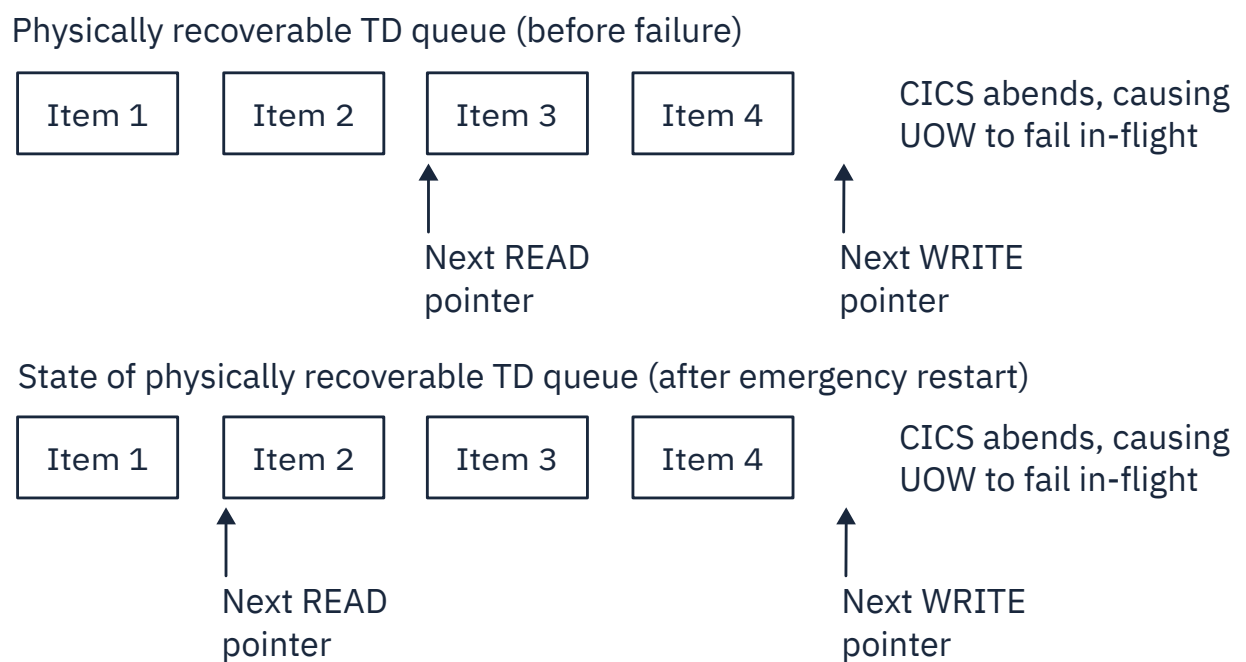 Physically recoverable TD queue (before failure)
Item 1
Item 2
Item 3
Item 4
CICS abends, causing
UOW to fail in-flight
Next READ
pointer
Next WRITE
pointer
State of physically recoverable TD queue (after emergency restart)
Item 1
Item 2
Item 3
Item 4
CICS abends, causing
UOW to fail in-flight
Next READ
pointer
Next WRITE
pointer